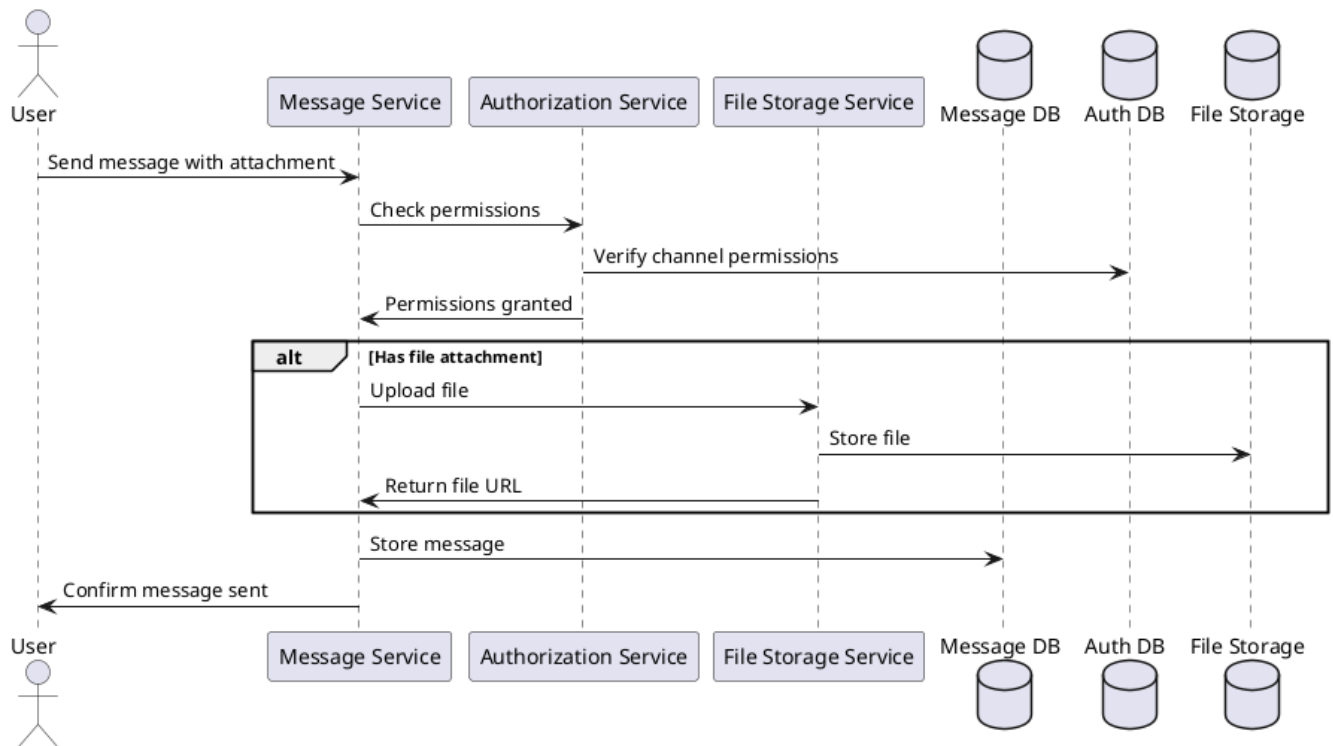 User
Message Service
Authorization Service
File Storage Service
Message DB
Auth DB
File Storage
Send message with attachment
Check permissions
Verify channel permissions
Permissions granted
alt
[Has file attachment]
Upload file
Store file
Return file URL
Store message
Confirm message sent
User
Message Service
Authorization Service
File Storage Service
Message DB
Auth DB
File Storage